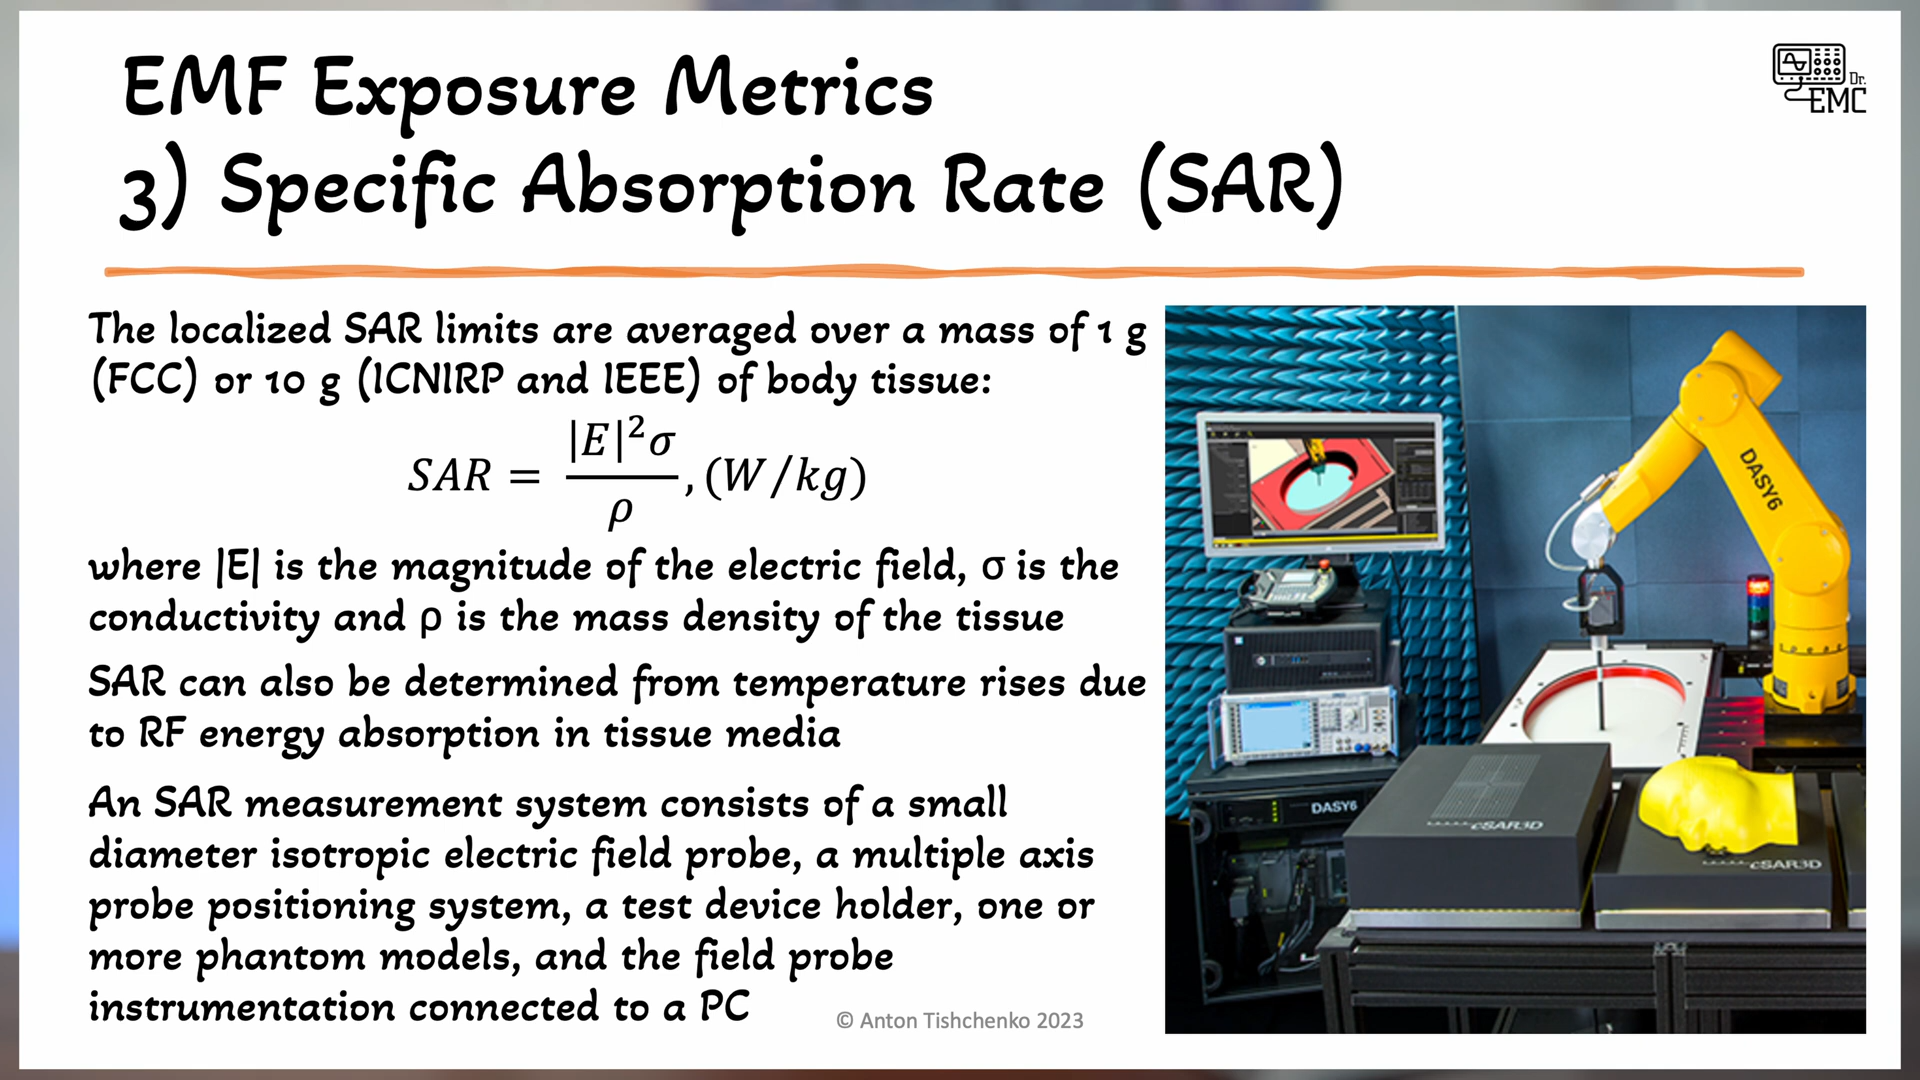 EMF Exposure Metrics
3) Specific Absorption Rate (SAR)
Dr.
EMC
The localized SAR limits are averaged over a mass of 1 g
(FCC) or 10 g (ICNIRP and IEEE) of body tissue:
SAR = |E|²σ / ρ , (W/kg)
where |E| is the magnitude of the electric field, σ is the
conductivity and ρ is the mass density of the tissue
SAR can also be determined from temperature rises due
to RF energy absorption in tissue media
An SAR measurement system consists of a small
diameter isotropic electric field probe, a multiple axis
probe positioning system, a test device holder, one or
more phantom models, and the field probe
instrumentation connected to a PC
© Anton Tishchenko 2023
DASY6
DASY6
cSAR3D
cSAR3D